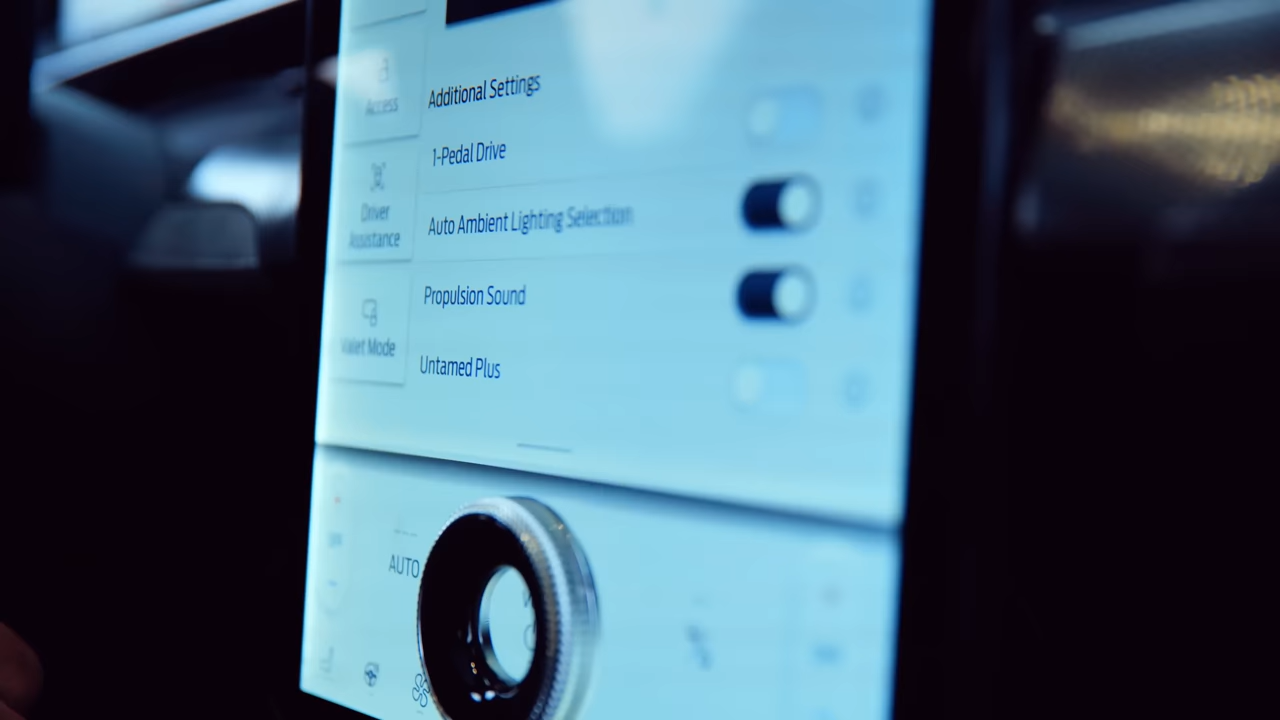 Access
Additional Settings
1-Pedal Drive
Driver
Assistance
Auto Ambient Lighting Selection
Propulsion Sound
Valet Mode
Untamed Plus
AUTO